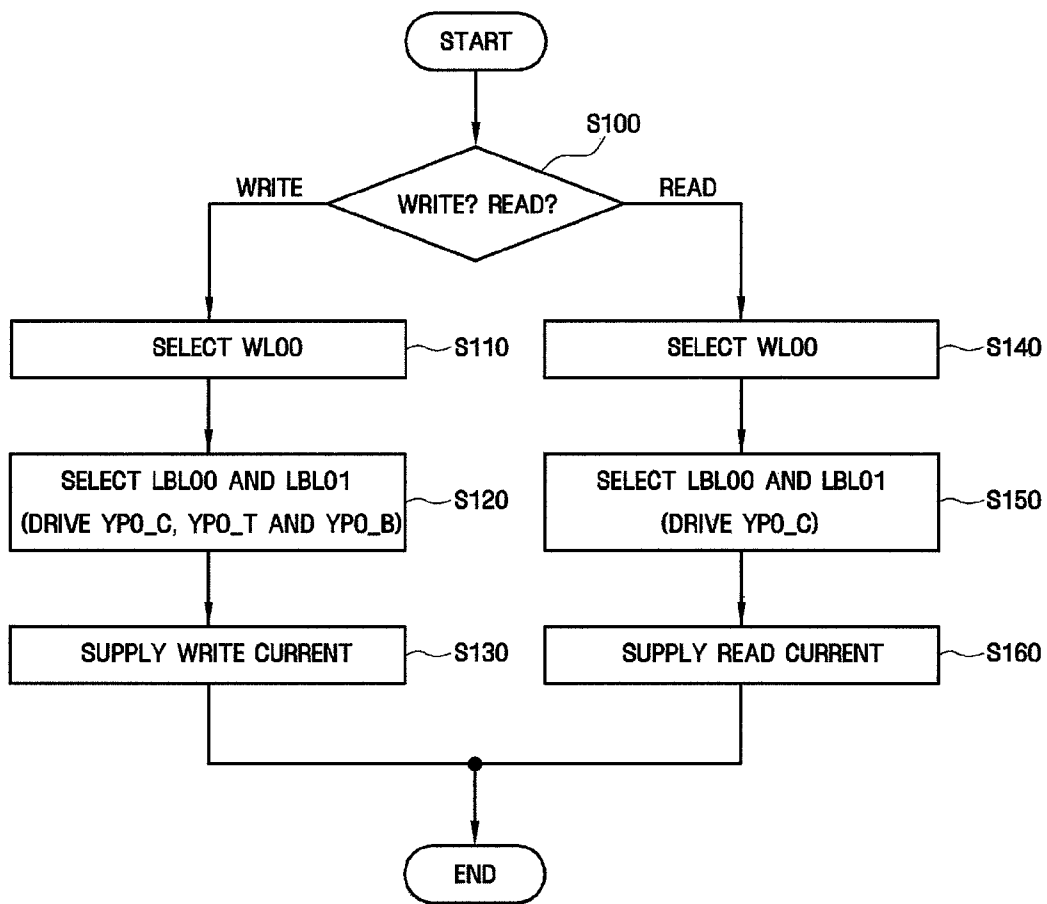 START
S100
WRITE
WRITE? READ?
READ
SELECT WL00
S110
SELECT WL00
S140
SELECT LBL00 AND LBL01
(DRIVE YP0_C, YP0_T AND YP0_B)
S120
SELECT LBL00 AND LBL01
(DRIVE YP0_C)
S150
SUPPLY WRITE CURRENT
S130
SUPPLY READ CURRENT
S160
END